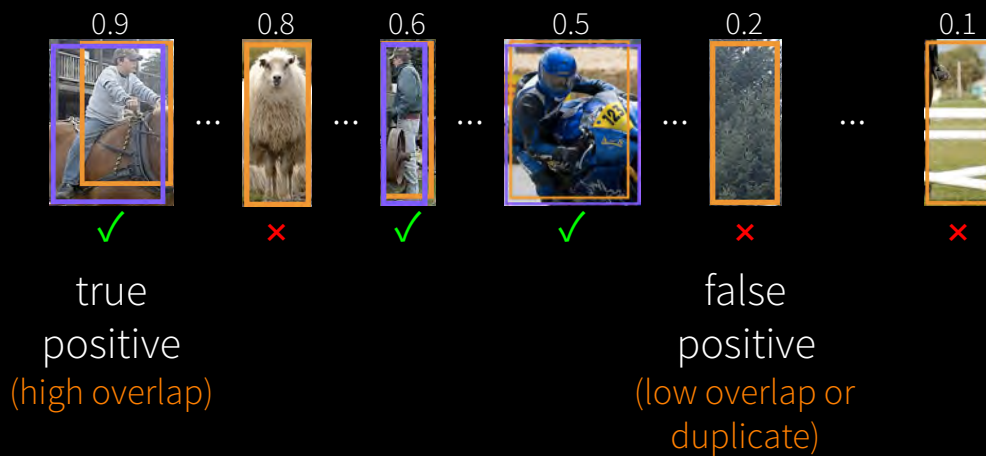 0.9 0.8 0.6 0.5 0.2 0.1
123
... ... ... ... ...
✓ × ✓ ✓ × ×
true
positive
(high overlap)
false
positive
(low overlap or
duplicate)